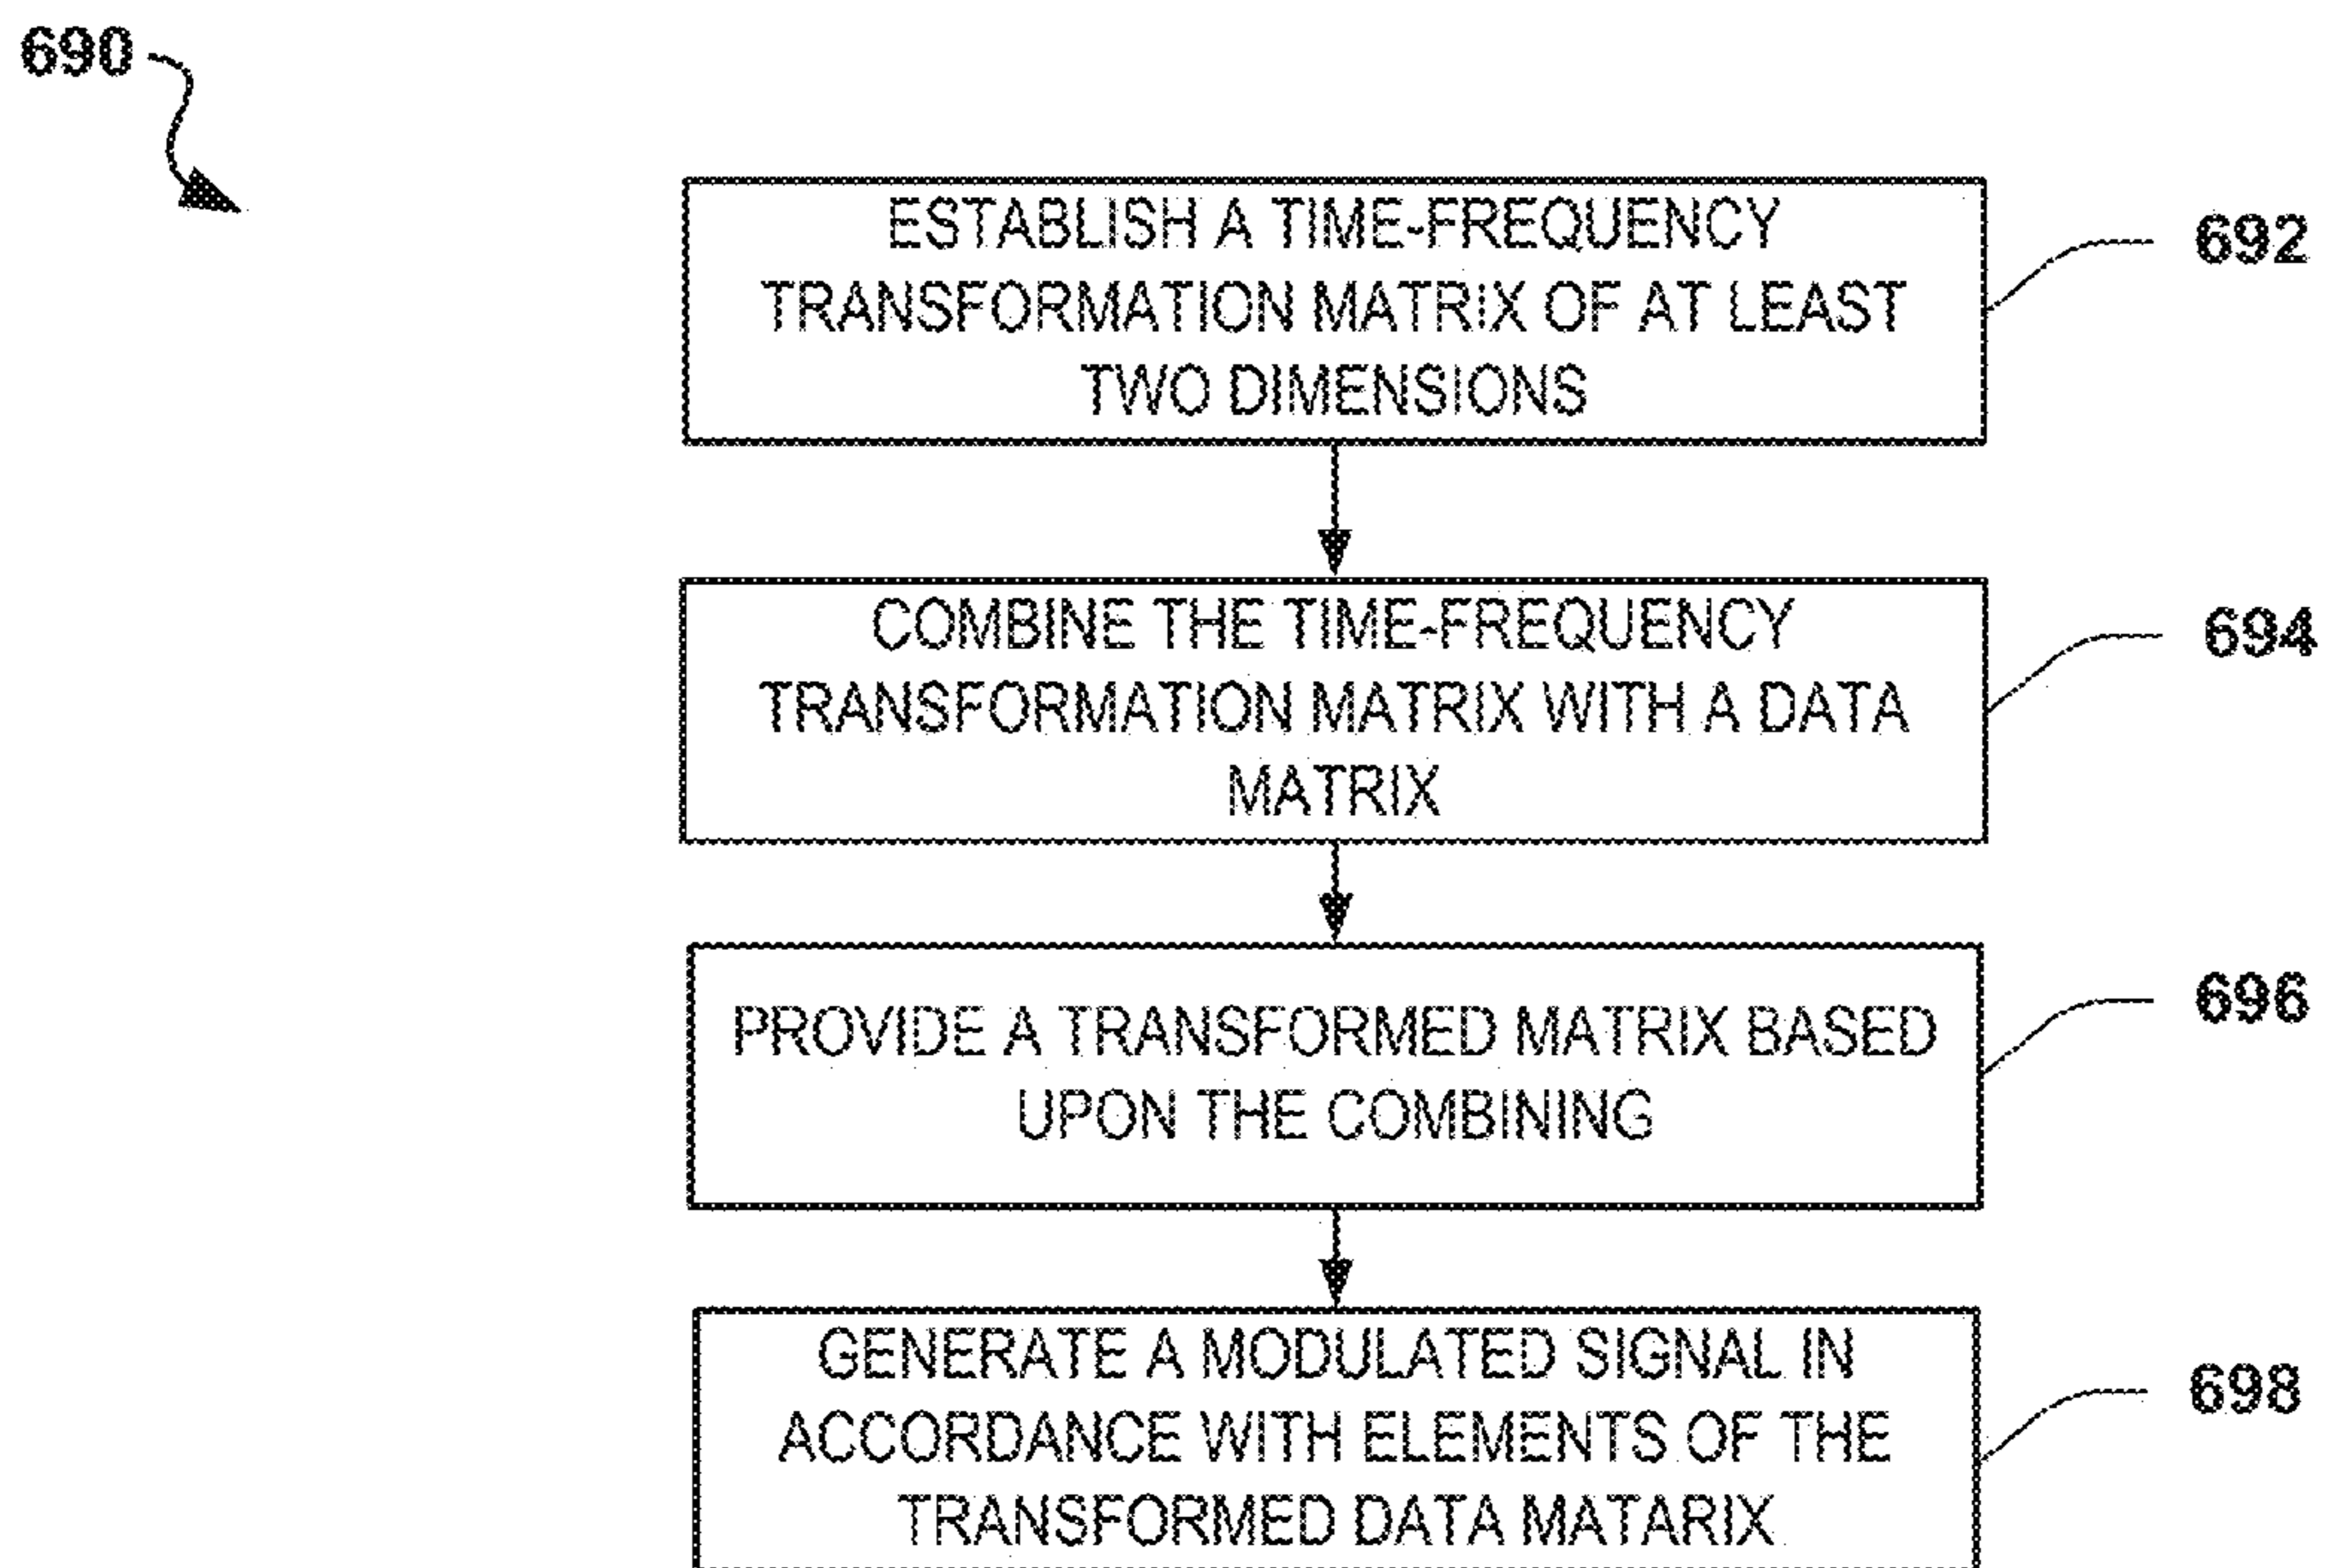 690
ESTABLISH A TIME-FREQUENCY
TRANSFORMATION MATRIX OF AT LEAST
TWO DIMENSIONS
692
COMBINE THE TIME-FREQUENCY
TRANSFORMATION MATRIX WITH A DATA
MATRIX
694
PROVIDE A TRANSFORMED MATRIX BASED
UPON THE COMBINING
696
GENERATE A MODULATED SIGNAL IN
ACCORDANCE WITH ELEMENTS OF THE
TRANSFORMED DATA MATARIX
698